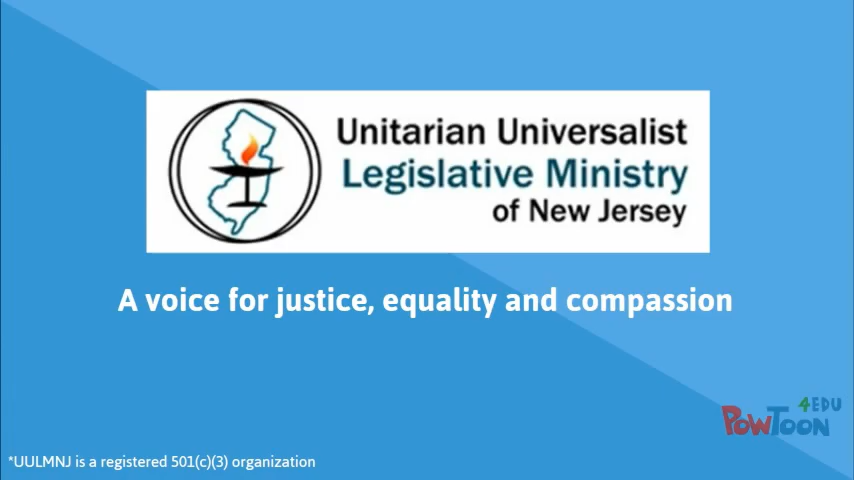 Unitarian Universalist
Legislative Ministry
of New Jersey
A voice for justice, equality and compassion
4EDU
POWTOON
*UULMNJ is a registered 501(c)(3) organization